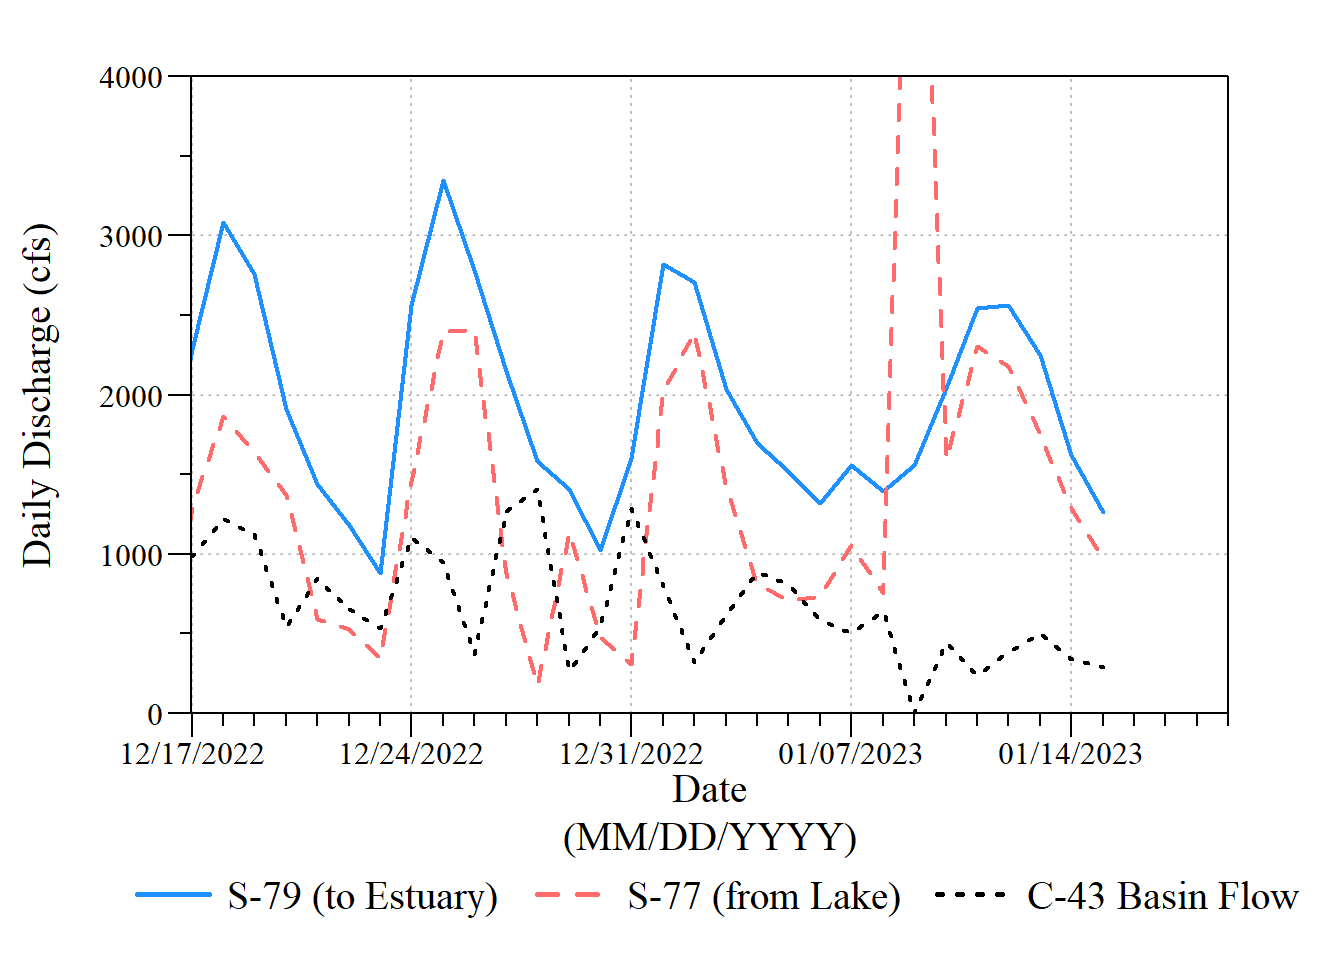 4000
3000
2000
1000
0
Daily Discharge (cfs)
12/17/2022 12/24/2022 12/31/2022 01/07/2023 01/14/2023
Date
(MM/DD/YYYY)
S-79 (to Estuary) S-77 (from Lake) C-43 Basin Flow